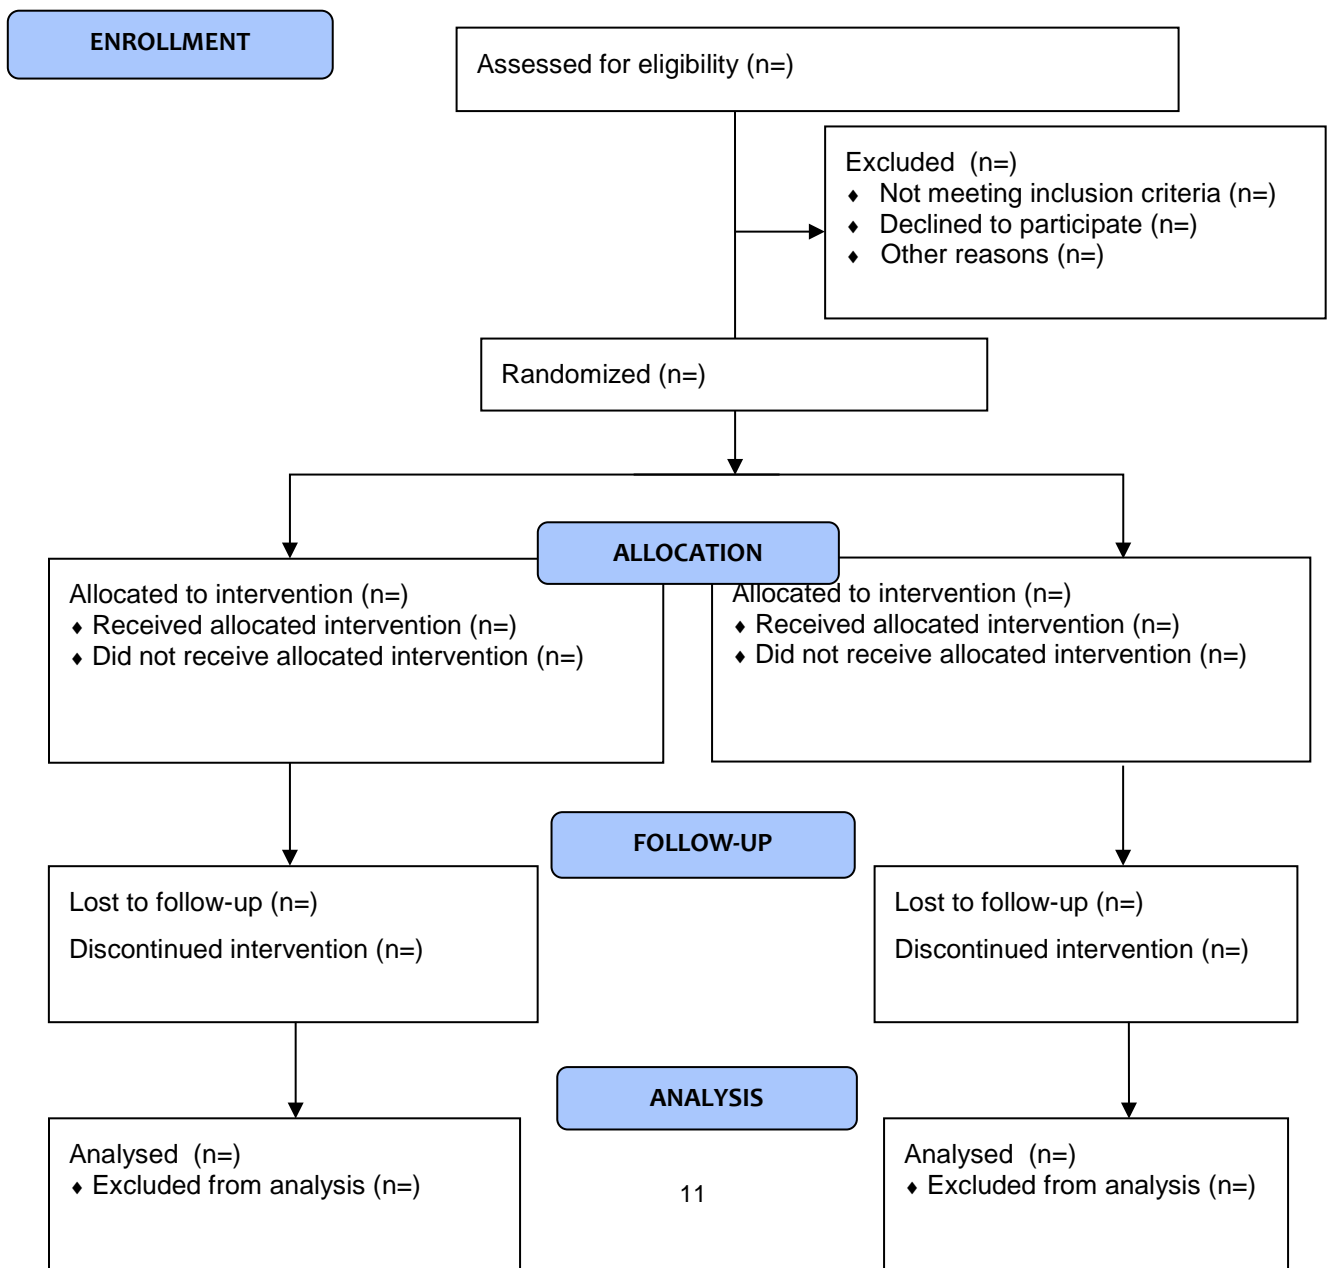 ENROLLMENT
Assessed for eligibility (n=)
Excluded (n=)
♦ Not meeting inclusion criteria (n=)
♦ Declined to participate (n=)
♦ Other reasons (n=)
Randomized (n=)
ALLOCATION
Allocated to intervention (n=)
♦ Received allocated intervention (n=)
♦ Did not receive allocated intervention (n=)
Allocated to intervention (n=)
♦ Received allocated intervention (n=)
♦ Did not receive allocated intervention (n=)
FOLLOW-UP
Lost to follow-up (n=)
Discontinued intervention (n=)
Lost to follow-up (n=)
Discontinued intervention (n=)
ANALYSIS
Analysed (n=)
♦ Excluded from analysis (n=)
Analysed (n=)
♦ Excluded from analysis (n=)
11